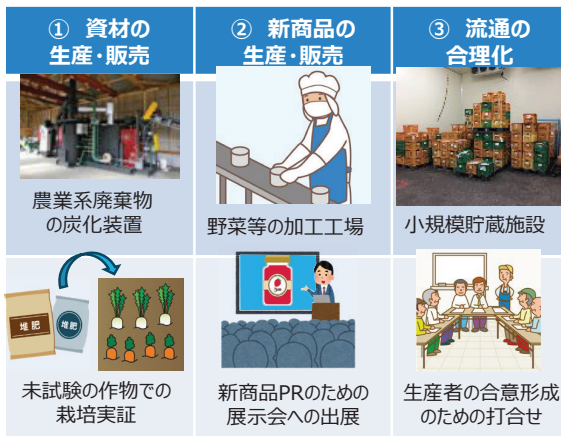 ① 資材の
生産・販売
② 新商品の
生産・販売
③ 流通の
合理化
農業系廃棄物
の炭化装置
野菜等の加工工場
小規模貯蔵施設
堆肥
堆肥
未試験の作物での
栽培実証
新商品PRのための
展示会への出展
生産者の合意形成
のための打合せ